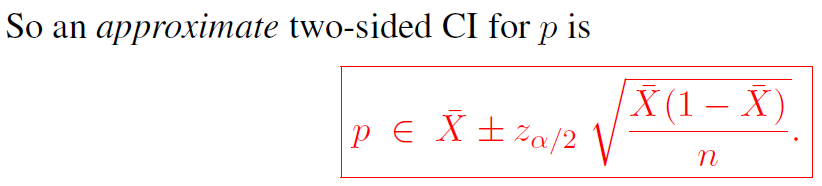 So an approximate two-sided CI for p is
p ∈ X̄ ± z_{α/2} √(X̄(1 − X̄)/n).